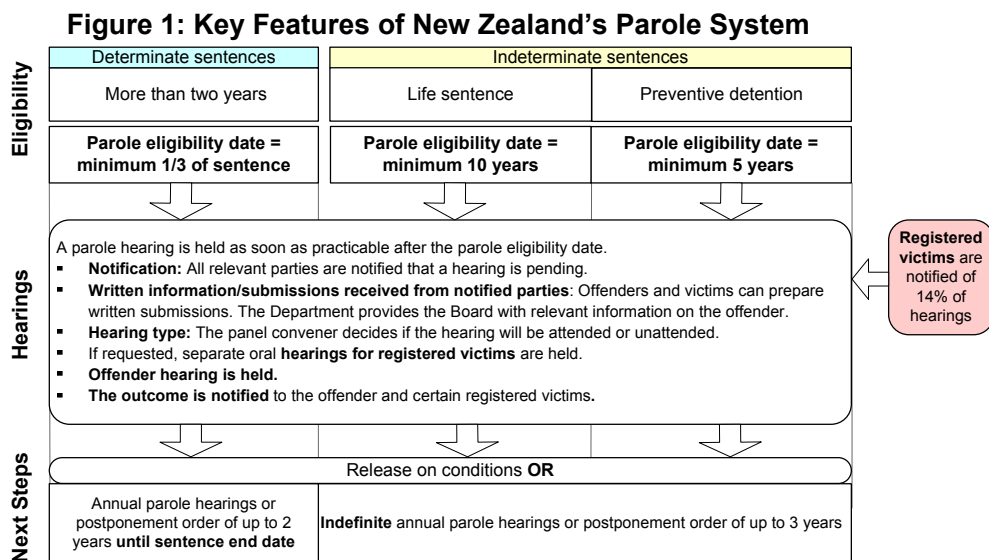 Figure 1: Key Features of New Zealand's Parole System
Eligibility
Determinate sentences
Indeterminate sentences
More than two years
Life sentence
Preventive detention
Parole eligibility date =
minimum 1/3 of sentence
Parole eligibility date =
minimum 10 years
Parole eligibility date =
minimum 5 years
Hearings
A parole hearing is held as soon as practicable after the parole eligibility date.
▪ Notification: All relevant parties are notified that a hearing is pending.
▪ Written information/submissions received from notified parties: Offenders and victims can prepare
written submissions. The Department provides the Board with relevant information on the offender.
▪ Hearing type: The panel convener decides if the hearing will be attended or unattended.
▪ If requested, separate oral hearings for registered victims are held.
▪ Offender hearing is held.
▪ The outcome is notified to the offender and certain registered victims.
Registered
victims are
notified of
14% of
hearings
Next Steps
Release on conditions OR
Annual parole hearings or
postponement order of up to 2
years until sentence end date
Indefinite annual parole hearings or postponement order of up to 3 years